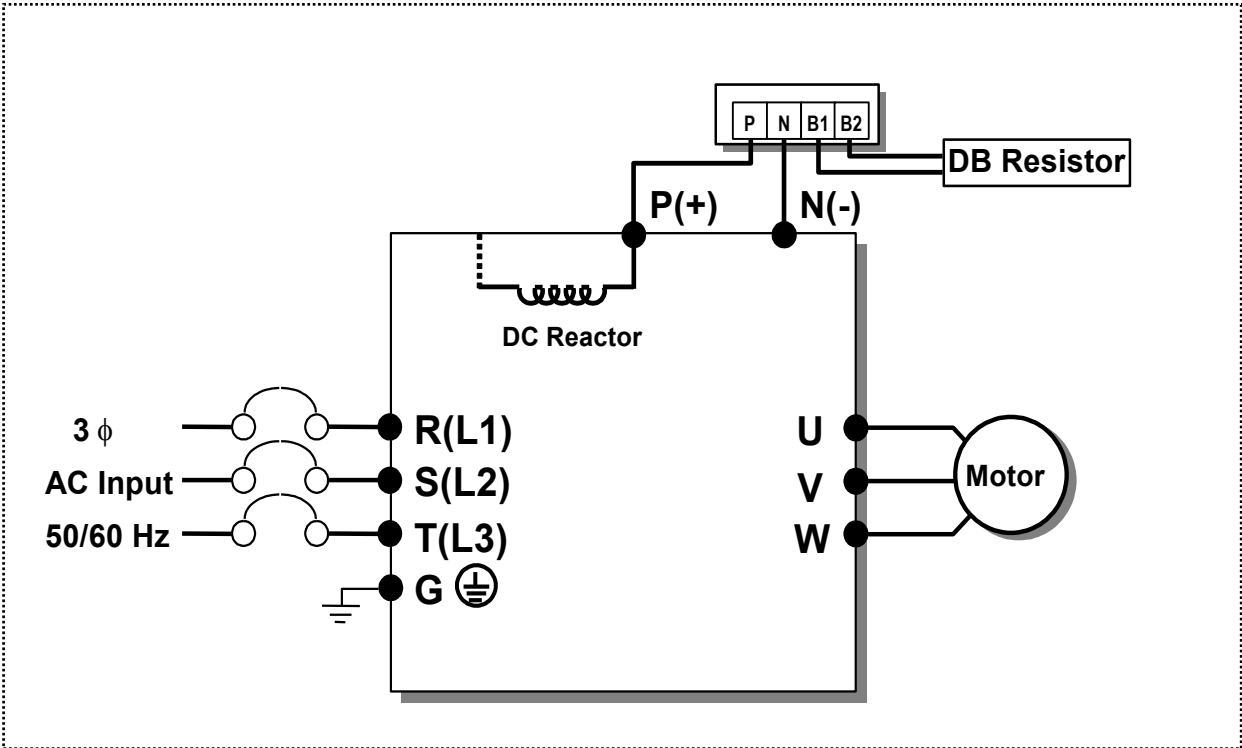 P N B1 B2
DB Resistor
P(+) N(-)
DC Reactor
3 ϕ
AC Input
50/60 Hz
R(L1)
S(L2)
T(L3)
G
U
V
W
Motor